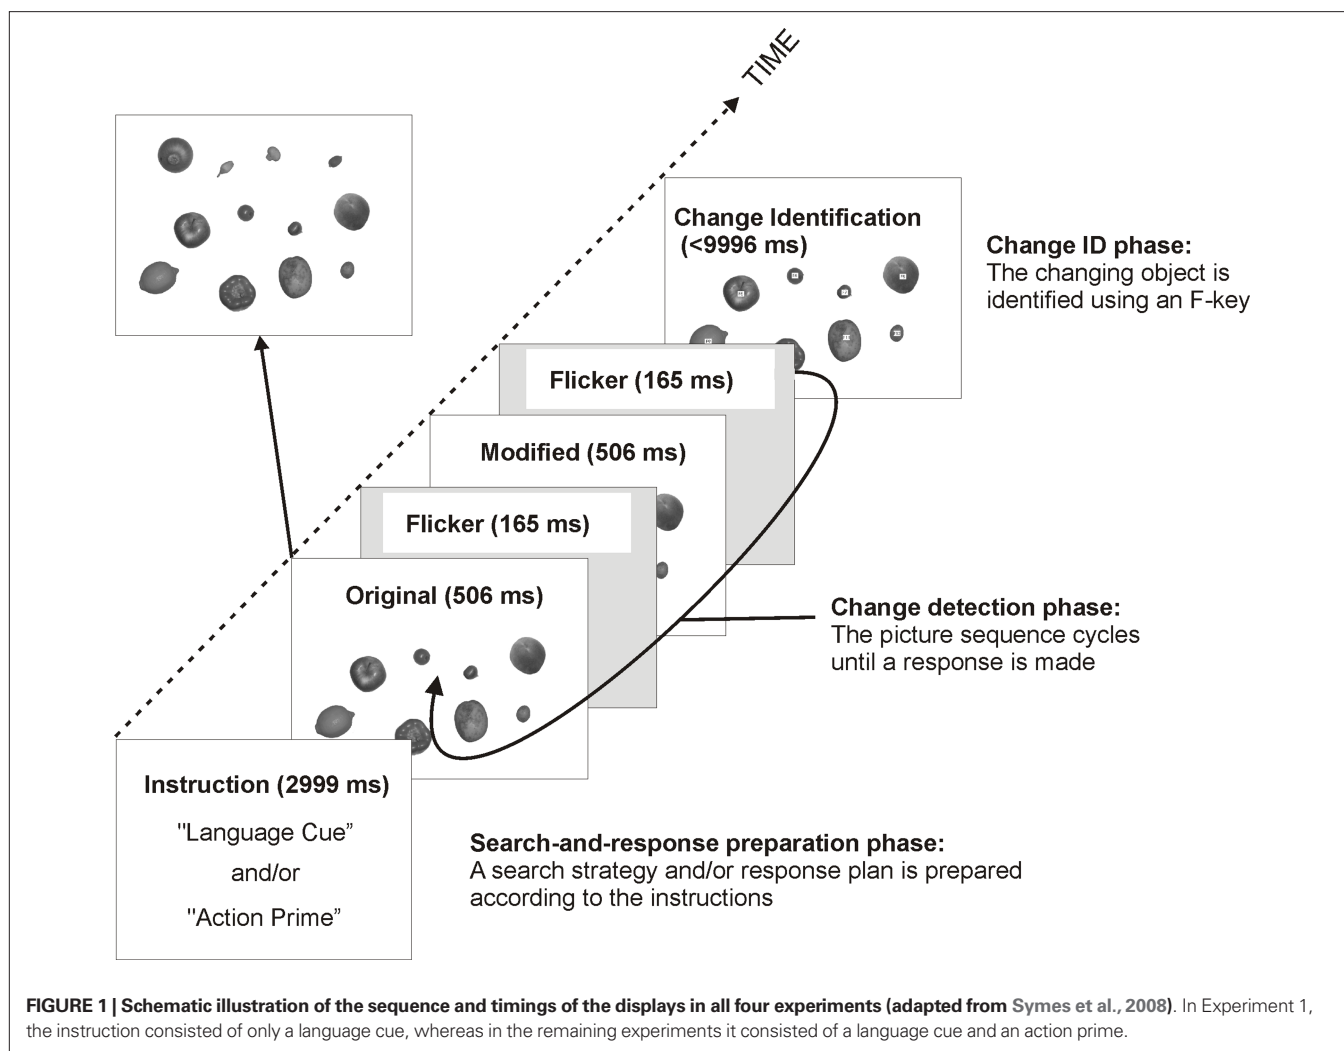 TIME
Change Identification
(<9996 ms)
Change ID phase:
The changing object is
identified using an F-key
Flicker (165 ms)
Modified (506 ms)
Flicker (165 ms)
Original (506 ms)
Change detection phase:
The picture sequence cycles
until a response is made
Instruction (2999 ms)
"Language Cue”
and/or
"Action Prime”
Search-and-response preparation phase:
A search strategy and/or response plan is prepared
according to the instructions
FIGURE 1 | Schematic illustration of the sequence and timings of the displays in all four experiments (adapted from Symes et al., 2008). In Experiment 1,
the instruction consisted of only a language cue, whereas in the remaining experiments it consisted of a language cue and an action prime.